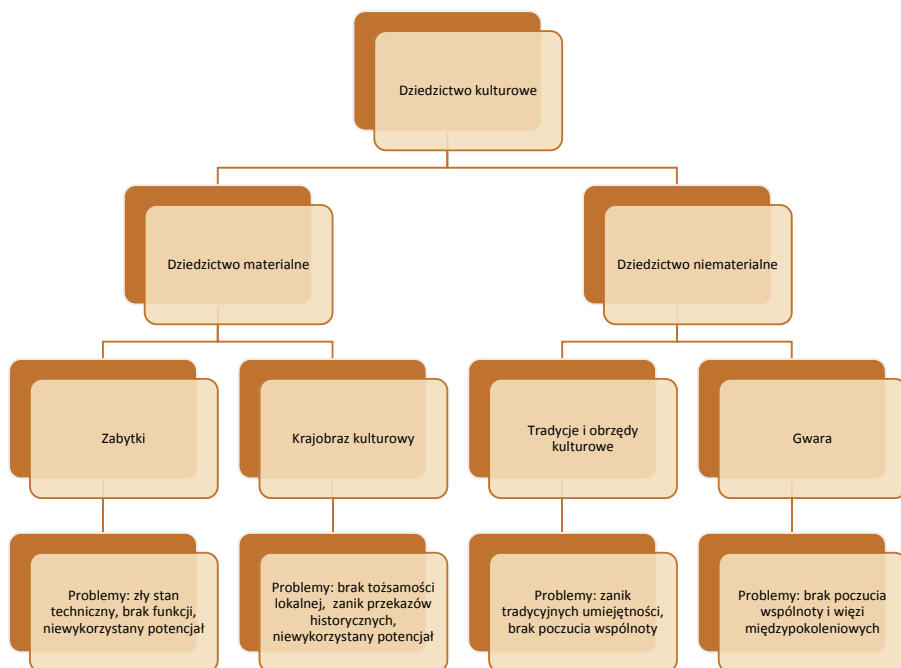 Dziedzictwo kulturowe
Dziedzictwo materialne
Dziedzictwo niematerialne
Zabytki
Krajobraz kulturowy
Tradycje i obrzędy
kulturowe
Gwara
Problemy: zły stan
techniczny, brak funkcji,
niewykorzystany potencjał
Problemy: brak tożsamości
lokalnej, zanik przekazów
historycznych,
niewykorzystany potencjał
Problemy: zanik
tradycyjnych umiejętności,
brak poczucia wspólnoty
Problemy: brak poczucia
wspólnoty i więzi
międzypokoleniowych